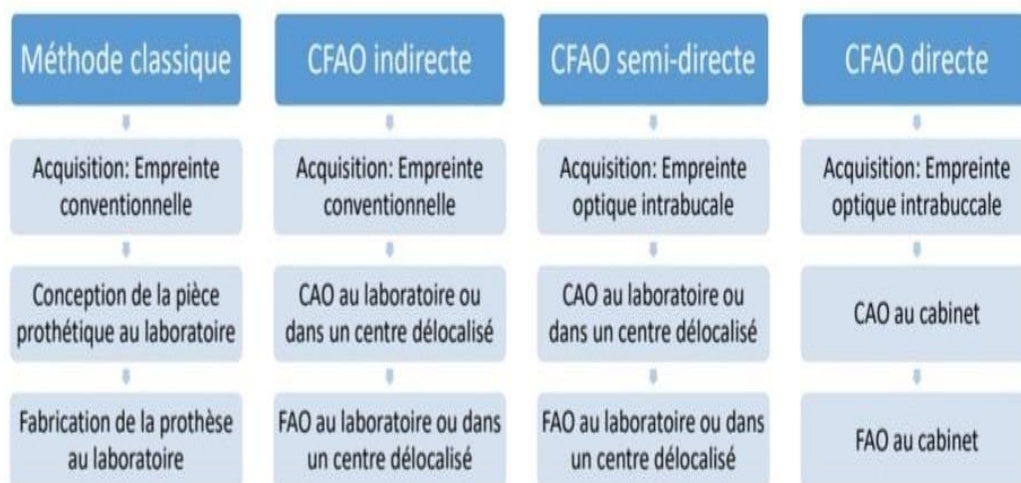 Méthode classique
CFAO indirecte
CFAO semi-directe
CFAO directe
Acquisition: Empreinte
conventionnelle
Acquisition: Empreinte
conventionnelle
Acquisition: Empreinte
optique intrabucale
Acquisition: Empreinte
optique intrabuccale
Conception de la pièce
prothétique au laboratoire
CAO au laboratoire ou
dans un centre délocalisé
CAO au laboratoire ou
dans un centre délocalisé
CAO au cabinet
Fabrication de la prothèse
au laboratoire
FAO au laboratoire ou dans
un centre délocalisé
FAO au laboratoire ou dans
un centre délocalisé
FAO au cabinet